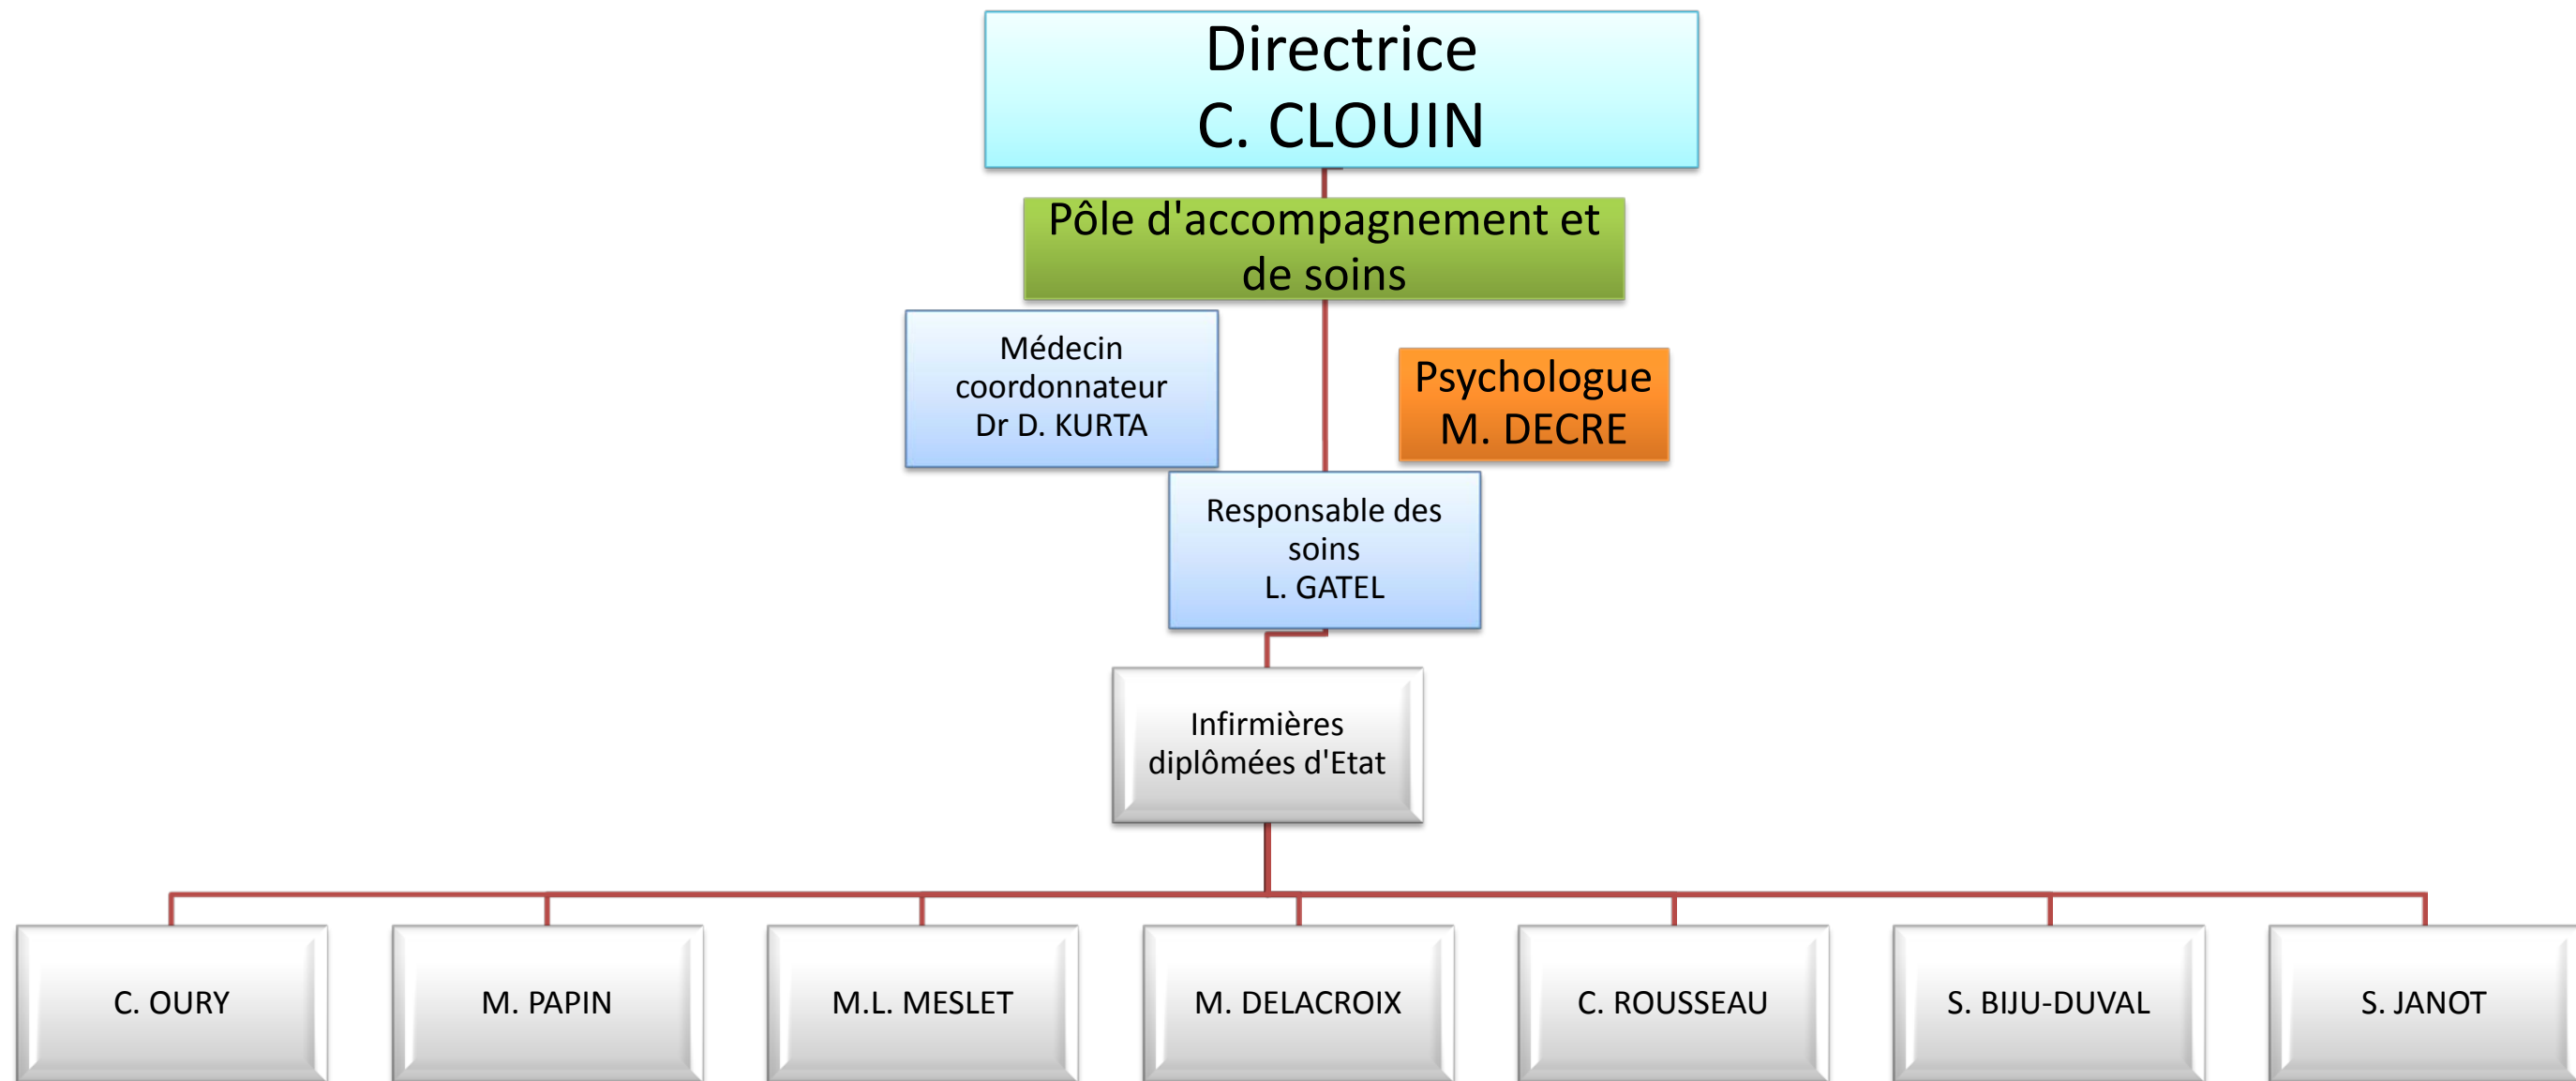 Directrice
C. CLOUIN
Pôle d'accompagnement et
de soins
Médecin
coordonnateur
Dr D. KURTA
Psychologue
M. DECRE
Responsable des
soins
L. GATEL
Infirmières
diplômées d'Etat
C. OURY
M. PAPIN
M.L. MESLET
M. DELACROIX
C. ROUSSEAU
S. BIJU-DUVAL
S. JANOT